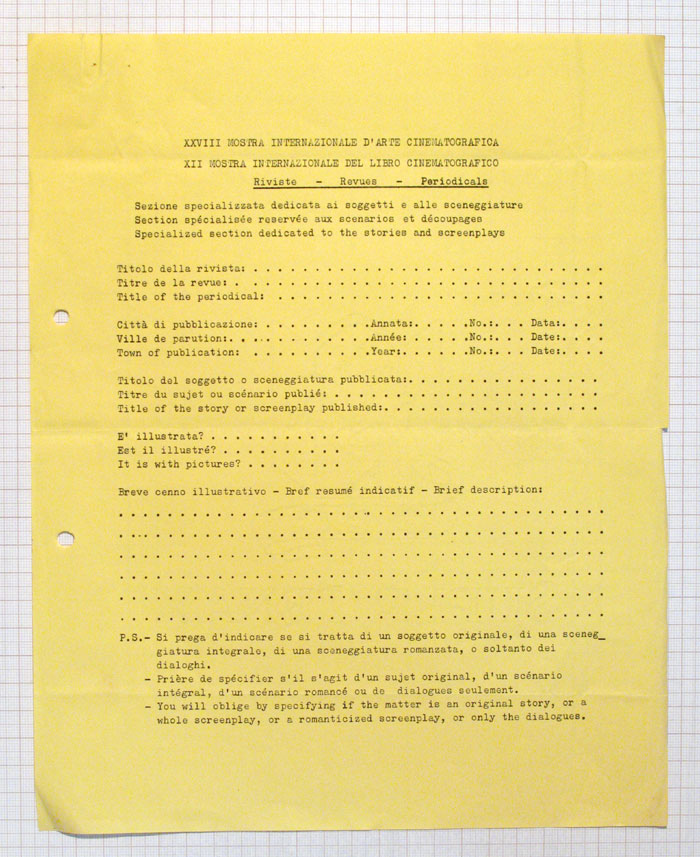 XXVIII MOSTRA INTERNAZIONALE D'ARTE CINEMATOGRAFICA
XII MOSTRA INTERNAZIONALE DEL LIBRO CINEMATOGRAFICO
Riviste - Revues - Periodicals
Sezione specializzata dedicata ai soggetti e alle sceneggiature
Section spécialisée reservée aux scenarios et découpages
Specialized section dedicated to the stories and screenplays
Titolo della rivista: . . . . . . . . . . . . . . . . . . . . . . . . . . . .
Titre de la revue: . . . . . . . . . . . . . . . . . . . . . . . . . . . . .
Title of the periodical: . . . . . . . . . . . . . . . . . . . . . . . . . .
Città di pubblicazione: . . . . . . . . . .Annata:. . . . .No.:. . . Data:. . . .
Ville de parution:. . . . . . . . . . . .Année:. . . . . .No.:. . . Date:. . . .
Town of publication: . . . . . . . . . .Year:. . . . . .No.:. . . Date:. . . .
Titolo del soggetto o sceneggiatura pubblicata:. . . . . . . . . . . . . . . .
Titre du sujet ou scénario publié: . . . . . . . . . . . . . . . . . . . . . .
Title of the story or screenplay published:. . . . . . . . . . . . . . . . . .
E' illustrata? . . . . . . . . . . .
Est il illustré? . . . . . . . . . .
It is with pictures? . . . . . . . .
Breve cenno illustrativo - Bref resumé indicatif - Brief description:
. . . . . . . . . . . . . . . . . . . . . . . . . . . . . . . . . . . . . . .
. . . . . . . . . . . . . . . . . . . . . . . . . . . . . . . . . . . . . . .
. . . . . . . . . . . . . . . . . . . . . . . . . . . . . . . . . . . . . . .
. . . . . . . . . . . . . . . . . . . . . . . . . . . . . . . . . . . . . . .
. . . . . . . . . . . . . . . . . . . . . . . . . . . . . . . . . . . . . . .
. . . . . . . . . . . . . . . . . . . . . . . . . . . . . . . . . . . . . . .
P.S.- Si prega d'indicare se si tratta di un soggetto originale, di una sceneg_
giatura integrale, di una sceneggiatura romanzata, o soltanto dei
dialoghi.
- Prière de spécifier s'il s'agit d'un sujet original, d'un scénario
intégral, d'un scénario romancé ou de dialogues seulement.
- You will oblige by specifying if the matter is an original story, or a
whole screenplay, or a romanticized screenplay, or only the dialogues.